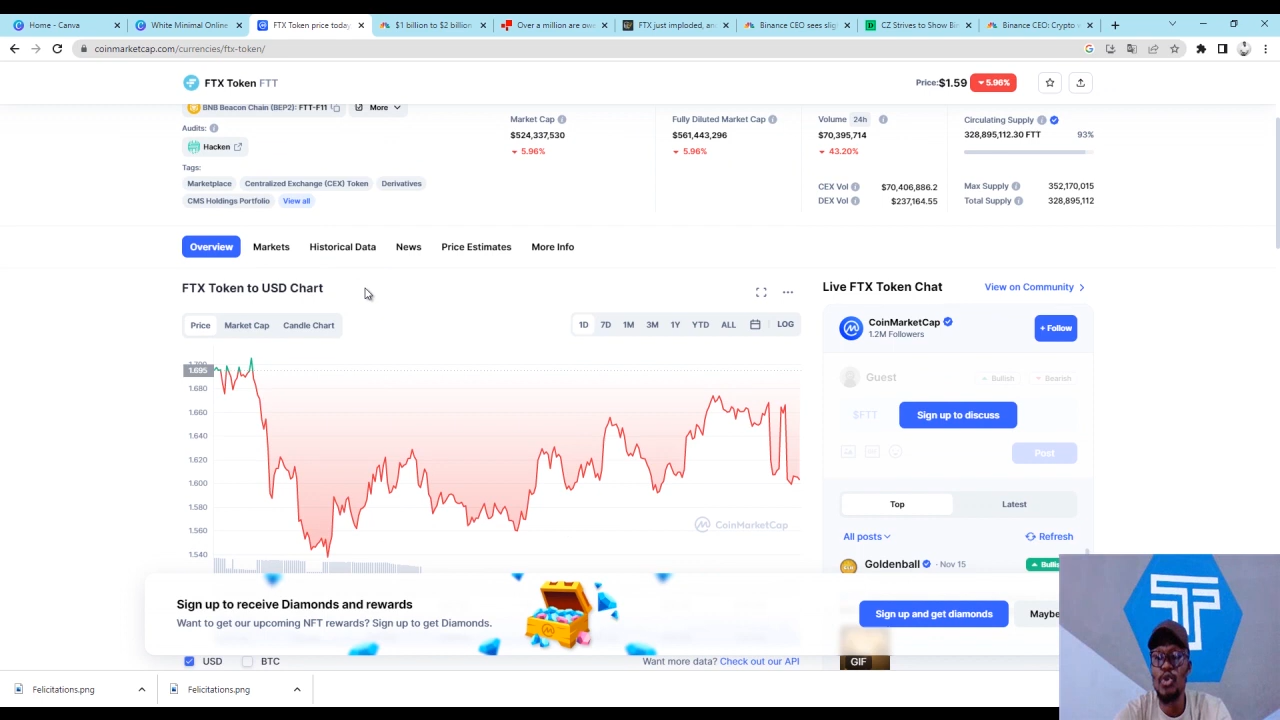 Home - Canva
White Minimal Online
FTX Token price today
$1 billion to $2 billion
Over a million are owe
FTX just imploded, and
Binance CEO sees sligh
CZ Strives to Show Bin
Binance CEO: Crypto v
coinmarketcap.com/currencies/ftx-token/
FTX Token FTT
Price: $1.59 5.96%
BNB Beacon Chain (BEP2): FTT-F11 More
Audits:
Hacken
Tags:
Marketplace Centralized Exchange (CEX) Token Derivatives
CMS Holdings Portfolio View all
Market Cap
$524,337,530
5.96%
Fully Diluted Market Cap
$561,443,296
5.96%
Volume 24h
$70,395,714
43.20%
CEX Vol $70,406,886.2
DEX Vol $237,164.55
Circulating Supply
328,895,112.30 FTT 93%
Max Supply 352,170,015
Total Supply 328,895,112
Overview Markets Historical Data News Price Estimates More Info
FTX Token to USD Chart
Price Market Cap Candle Chart
1D 7D 1M 3M 1Y YTD ALL LOG
1.700
1.695
1.680
1.660
1.640
1.620
1.600
1.580
1.560
1.540
CoinMarketCap
Live FTX Token Chat
View on Community
CoinMarketCap
1.2M Followers
+ Follow
Guest
Bullish Bearish
$FTT
Sign up to discuss
GIF
Post
Top Latest
All posts Refresh
Goldenball · Nov 15
Sign up to receive Diamonds and rewards
Want to get our upcoming NFT rewards? Sign up to get Diamonds.
Sign up and get diamonds
Maybe
GIF
USD BTC
Want more data? Check out our API
Felicitations.png
Felicitations.png